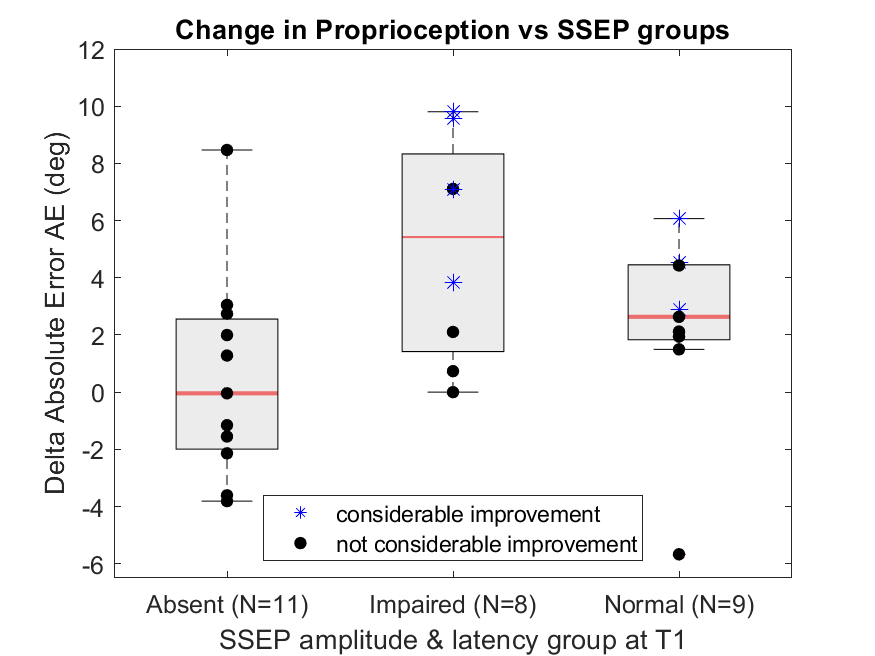 Change in Proprioception vs SSEP groups
Delta Absolute Error AE (deg)
12
10
8
6
4
2
0
-2
-4
-6
considerable improvement
not considerable improvement
Absent (N=11)
Impaired (N=8)
Normal (N=9)
SSEP amplitude & latency group at T1